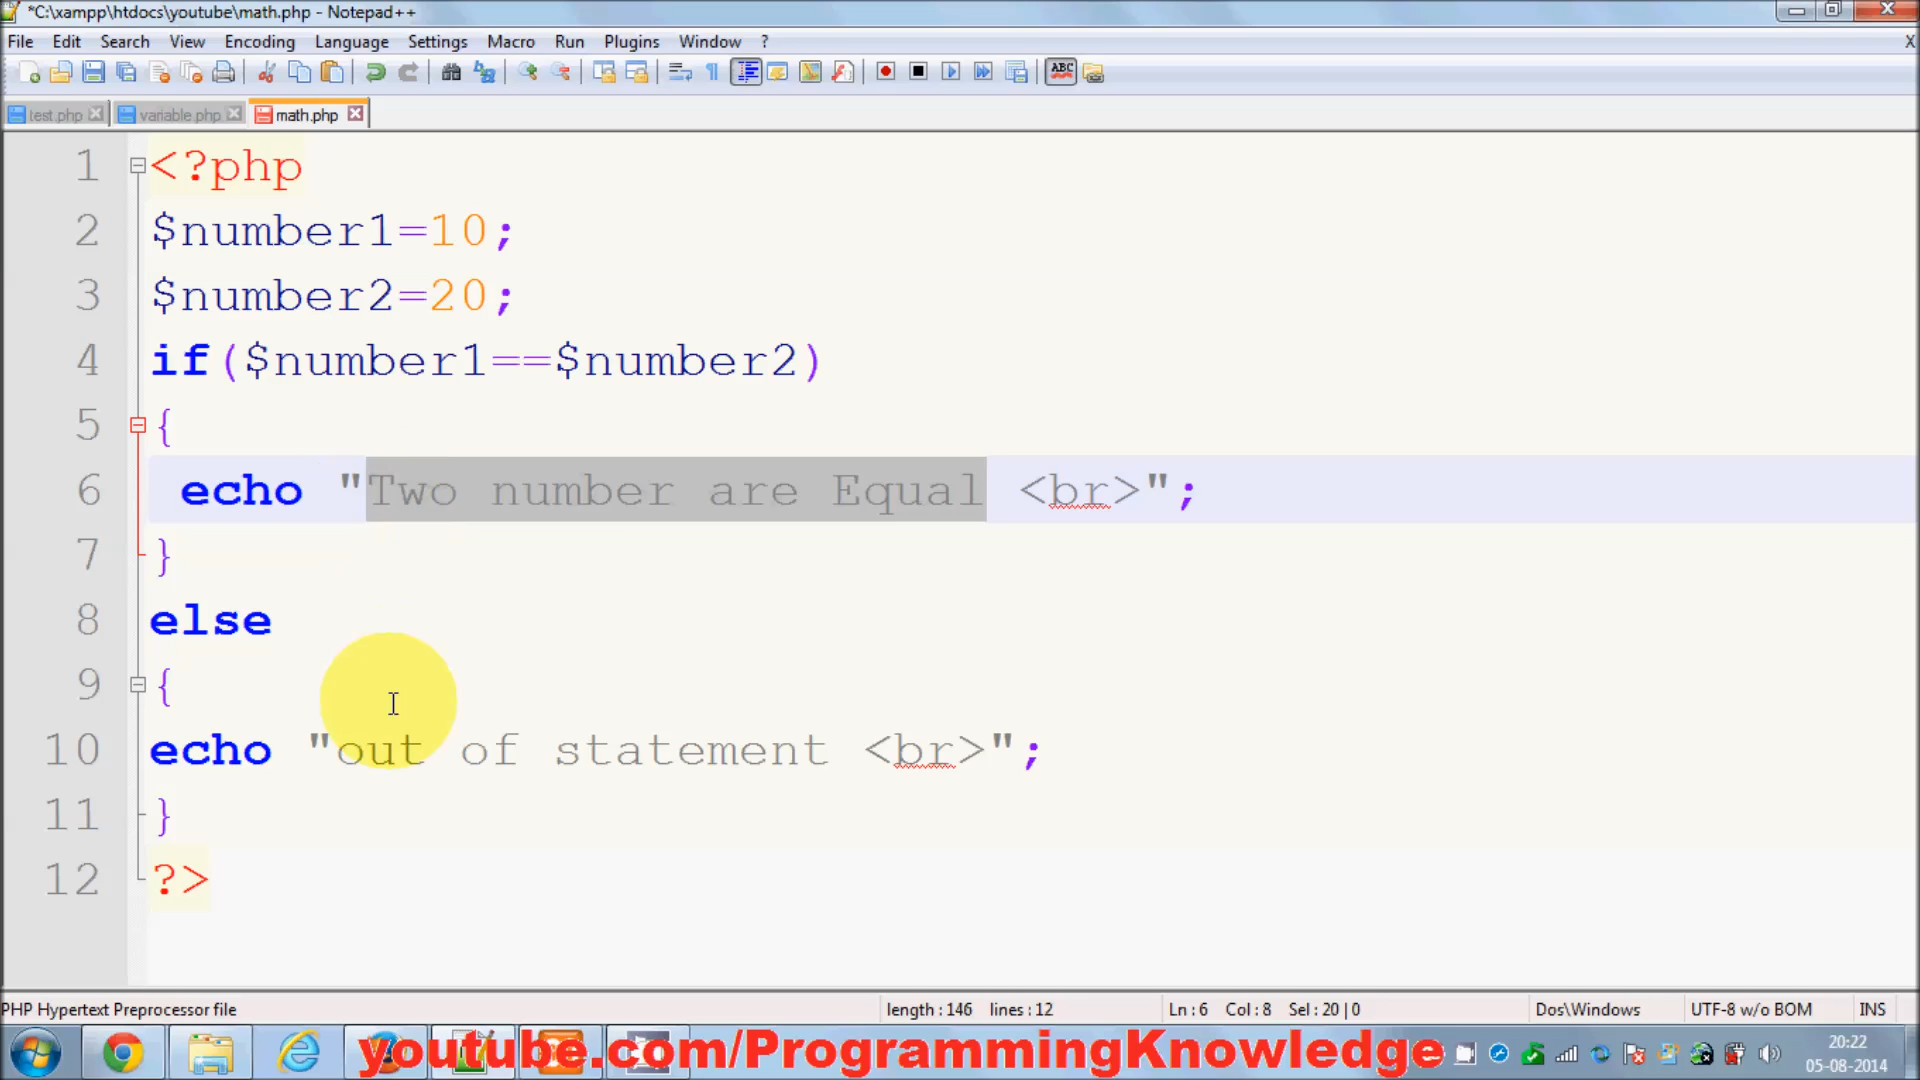 *C:\xampp\htdocs\youtube\math.php - Notepad++
File Edit Search View Encoding Language Settings Macro Run Plugins Window ? X
ABC
test.php variable.php math.php
1 <?php
2 $number1=10;
3 $number2=20;
4 if($number1==$number2)
5 {
6 echo "Two number are Equal <br>";
7 }
8 else
9 {
10 echo "out of statement <br>";
11 }
12 ?>
PHP Hypertext Preprocessor file length : 146 lines : 12 Ln : 6 Col : 8 Sel : 20 | 0 Dos\Windows UTF-8 w/o BOM INS
youtube.com/ProgrammingKnowledge
20:22
05-08-2014